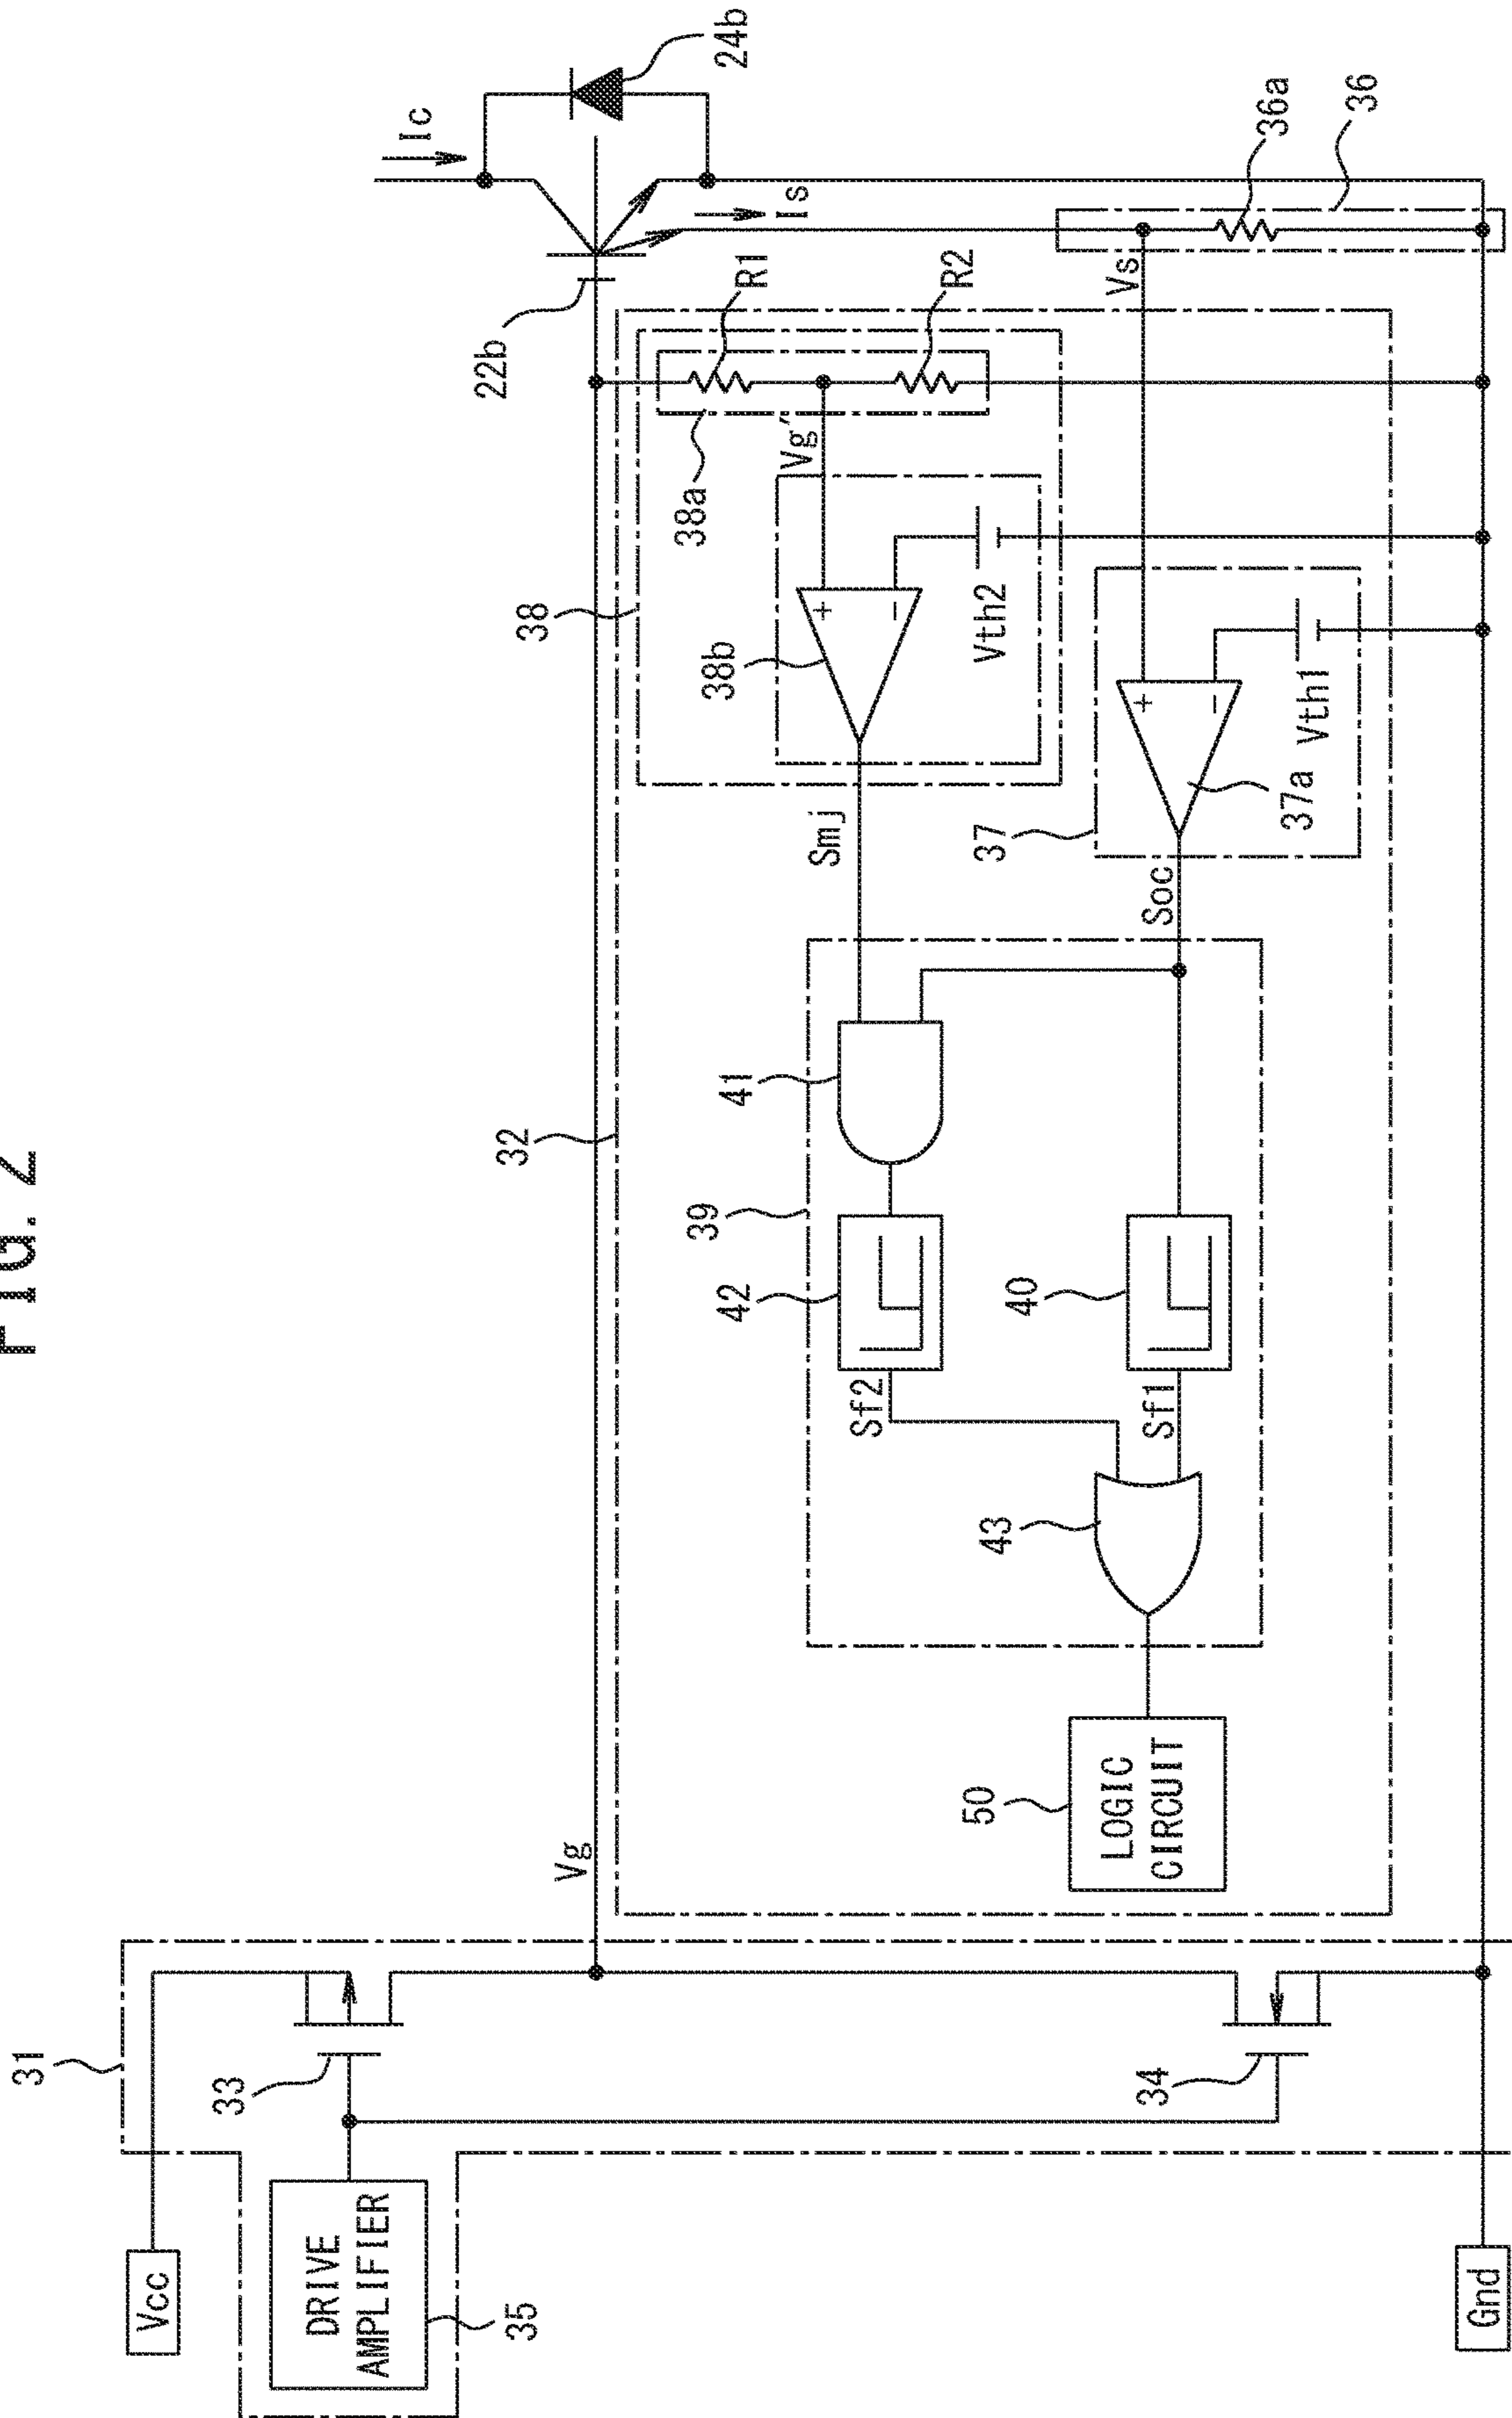 FIG. 2
31
Vcc
33
DRIVE
AMPLIFIER
35
34
Gnd
Vg
32
50
LOGIC
CIRCUIT
39
41
42
Sf2
40
Sf1
43
Smj
Soc
38
38a
Vg'
38b
Vth2
37
37a
Vth1
R1
R2
22b
Ic
24b
Is
Vs
36a
36
+
−
+
−